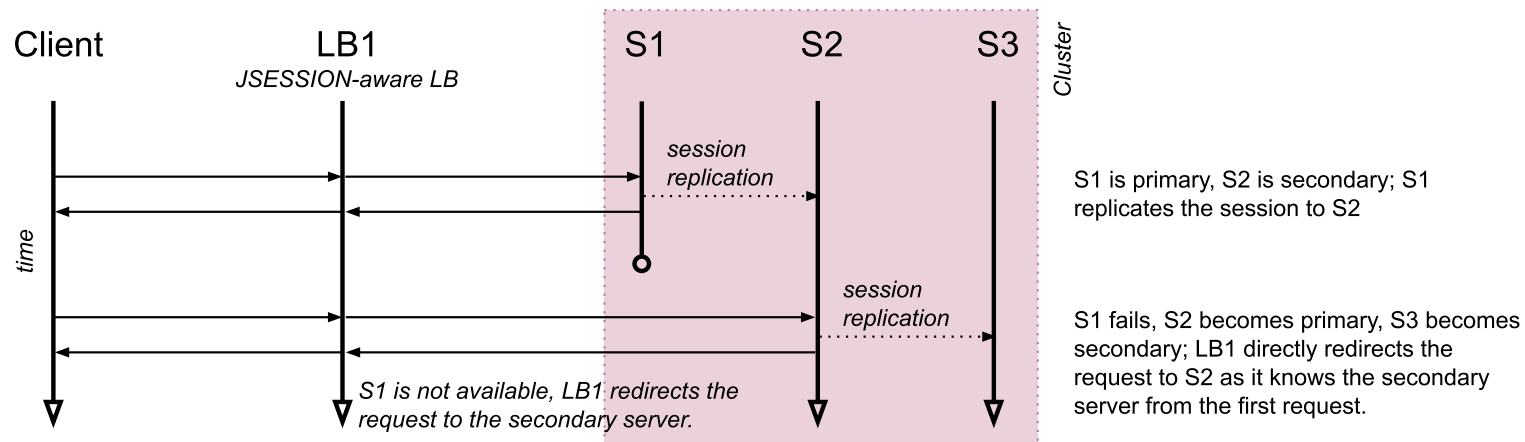 Client
LB1
JSESSION-aware LB
S1
S2
S3
Cluster
session
replication
S1 is primary, S2 is secondary; S1
replicates the session to S2
time
session
replication
S1 fails, S2 becomes primary, S3 becomes
secondary; LB1 directly redirects the
request to S2 as it knows the secondary
server from the first request.
S1 is not available, LB1 redirects the
request to the secondary server.